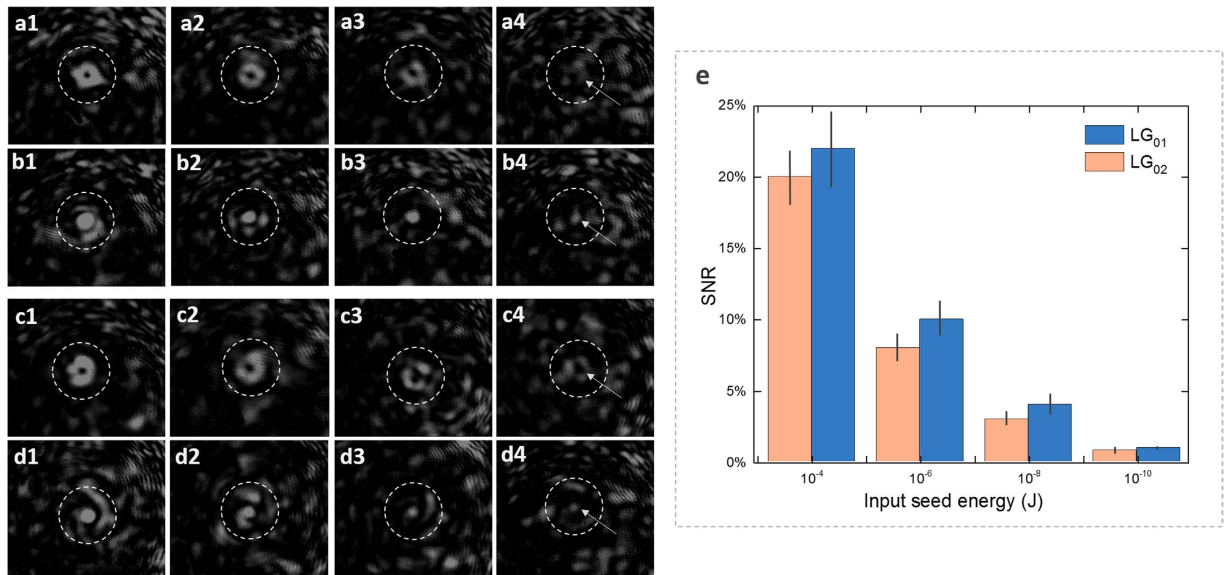 a1 a2 a3 a4
b1 b2 b3 b4
c1 c2 c3 c4
d1 d2 d3 d4
e
25%
20%
15%
10%
5%
0%
SNR
LG₀₁
LG₀₂
10⁻⁴ 10⁻⁶ 10⁻⁸ 10⁻¹⁰
Input seed energy (J)